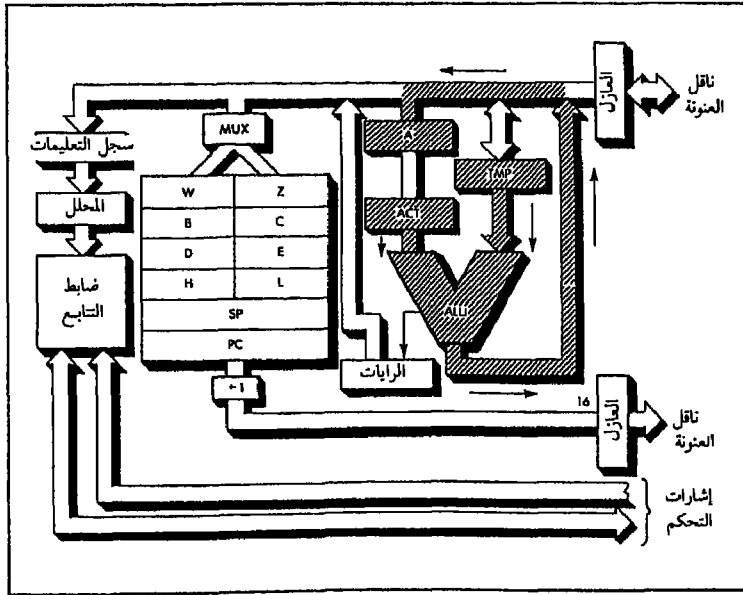 العازل
ناقل
العنونة
MUX
A
سجل التعليمات
TMP
المحلل
W
Z
ACT
B
C
D
E
ضابط
التتابع
H
L
ALU
SP
PC
الرايات
+1
16
العازل
ناقل
العنونة
إشارات
التحكم